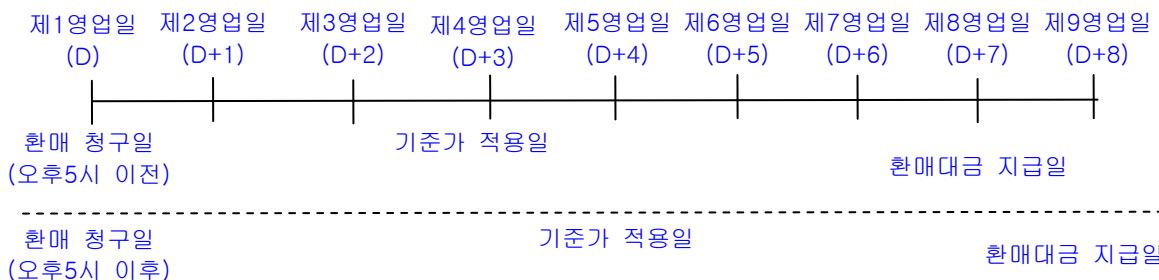 제1영업일 제2영업일 제3영업일 제4영업일 제5영업일 제6영업일 제7영업일 제8영업일 제9영업일
(D) (D+1) (D+2) (D+3) (D+4) (D+5) (D+6) (D+7) (D+8)
환매 청구일 기준가 적용일
(오후5시 이전) 환매대금 지급일
환매 청구일 기준가 적용일
(오후5시 이후) 환매대금 지급일